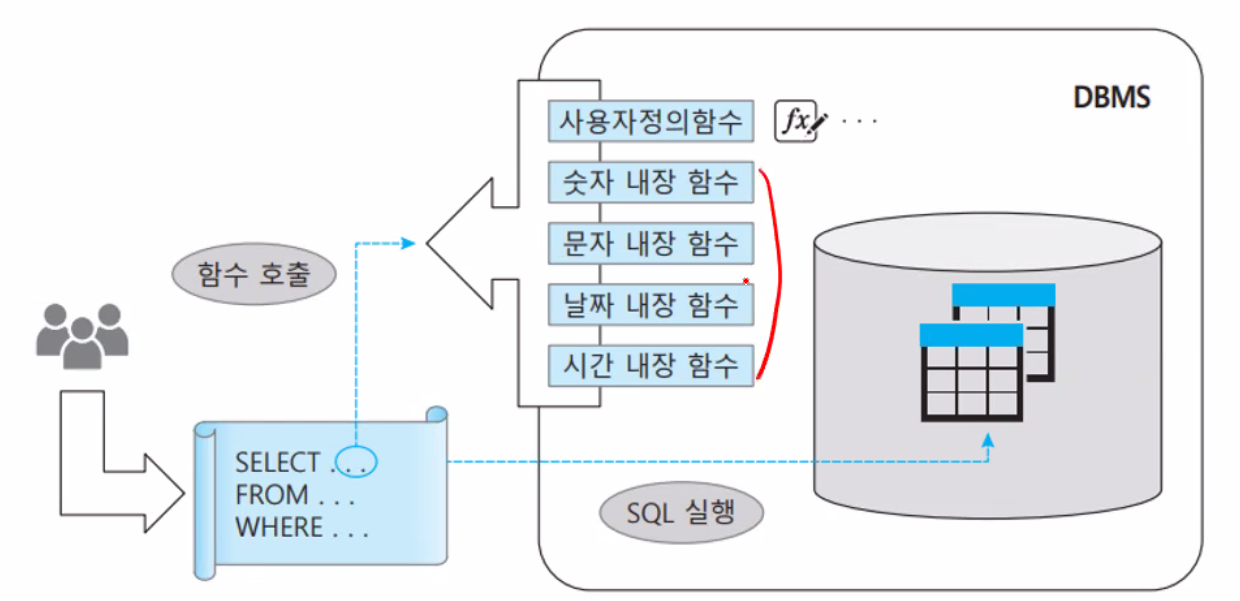 DBMS
사용자정의함수
fx . . .
숫자 내장 함수
문자 내장 함수
날짜 내장 함수
시간 내장 함수
함수 호출
SELECT . . .
FROM . . .
WHERE . . .
SQL 실행